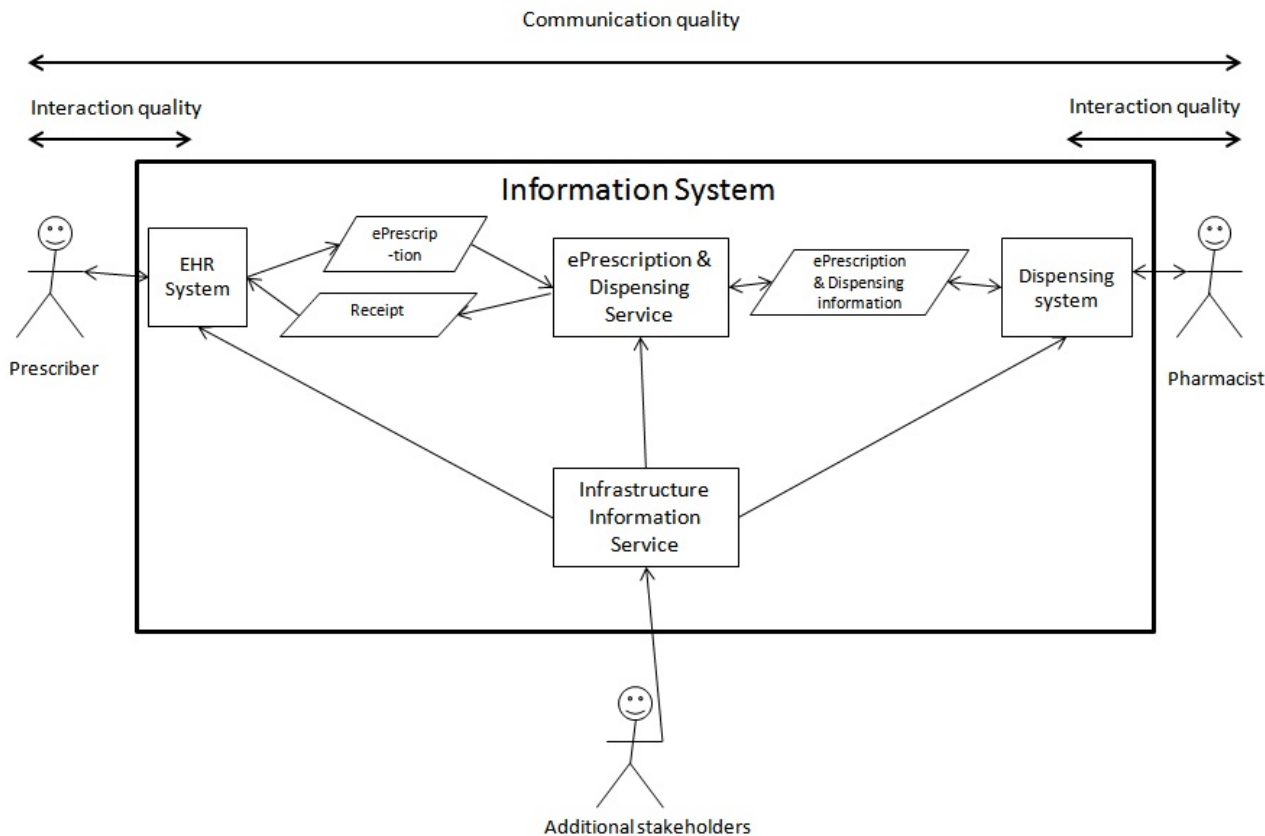 Communication quality
Interaction quality
Interaction quality
Information System
ePrescrip
-tion
EHR
System
Receipt
ePrescription &
Dispensing
Service
ePrescription
& Dispensing
information
Dispensing
system
Prescriber
Pharmacist
Infrastructure
Information
Service
Additional stakeholders